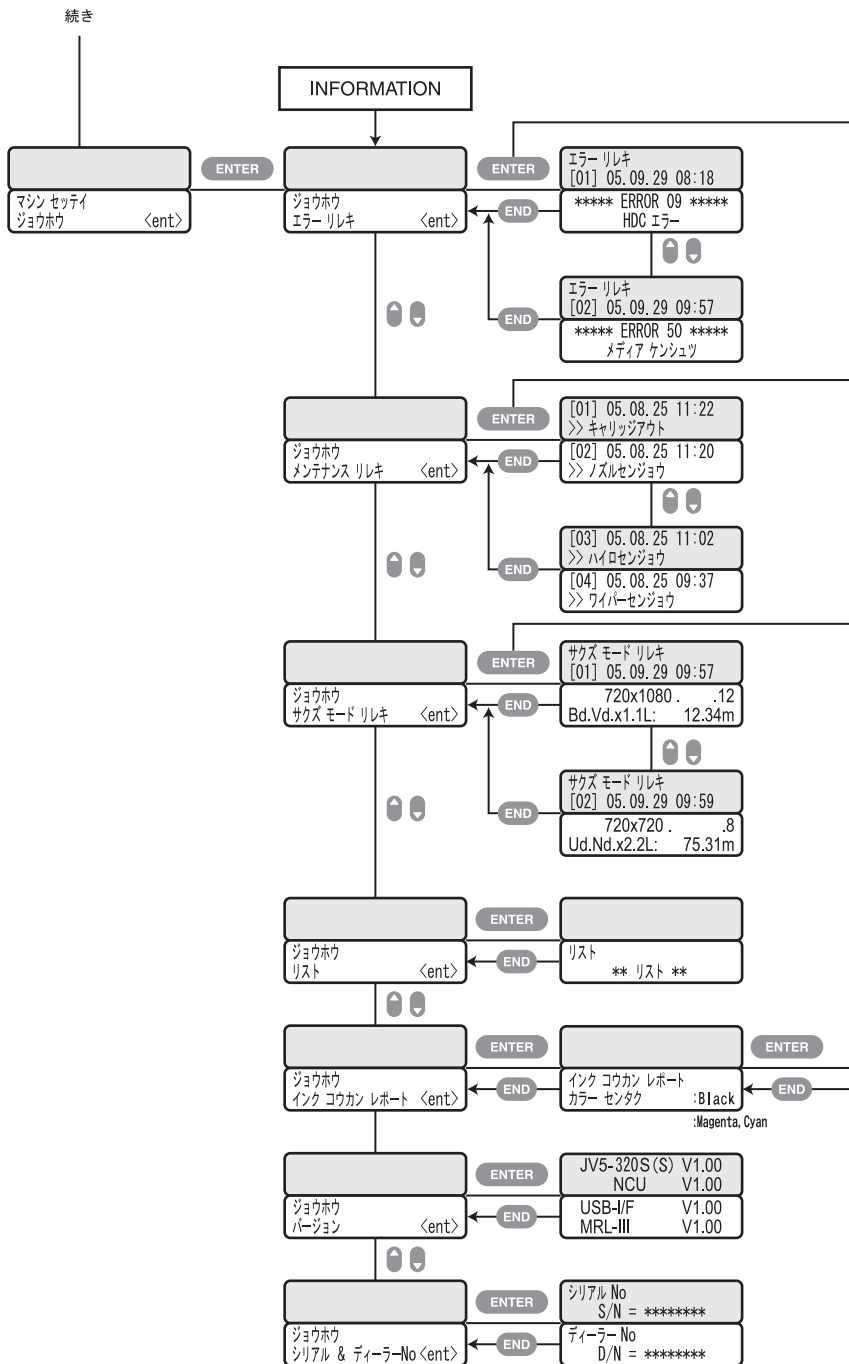 続き
INFORMATION
マシン セッテイ
ジョウホウ <ent>
ENTER
ジョウホウ
エラー リレキ <ent>
ENTER
END
エラー リレキ
[01] 05.09.29 08:18
***** ERROR 09 *****
HDC エラー
エラー リレキ
[02] 05.09.29 09:57
***** ERROR 50 *****
メディア ケンシュツ
END
ジョウホウ
メンテナンス リレキ <ent>
ENTER
END
[01] 05.08.25 11:22
>> キャリッジアウト
[02] 05.08.25 11:20
>> ノズルセンジョウ
END
[03] 05.08.25 11:02
>> ハイロセンジョウ
[04] 05.08.25 09:37
>> ワイパーセンジョウ
ジョウホウ
サクズ モード リレキ <ent>
ENTER
END
サクズ モード リレキ
[01] 05.09.29 09:57
720x1080 . .12
Bd.Vd.x1.1L: 12.34m
END
サクズ モード リレキ
[02] 05.09.29 09:59
720x720 . .8
Ud.Nd.x2.2L: 75.31m
ジョウホウ
リスト <ent>
ENTER
END
リスト
** リスト **
ジョウホウ
インク コウカン レポート <ent>
ENTER
END
インク コウカン レポート
カラー センタク :Black
:Magenta, Cyan
ENTER
END
ジョウホウ
バージョン <ent>
ENTER
END
JV5-320S(S) V1.00
NCU V1.00
USB-I/F V1.00
MRL-III V1.00
ジョウホウ
シリアル & ディーラーNo <ent>
ENTER
END
シリアル No
S/N = ********
ディーラー No
D/N = ********